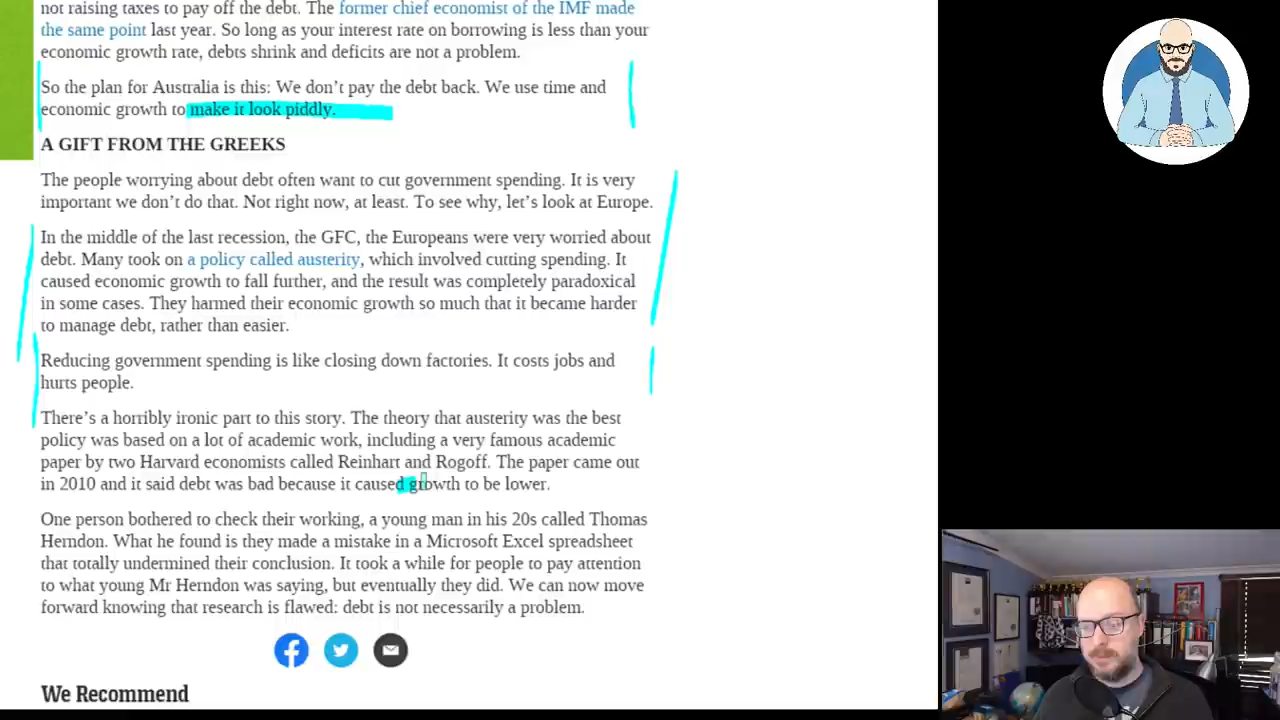 not raising taxes to pay off the debt. The former chief economist of the IMF made
the same point last year. So long as your interest rate on borrowing is less than your
economic growth rate, debts shrink and deficits are not a problem.
So the plan for Australia is this: We don’t pay the debt back. We use time and
economic growth to make it look piddly.
A GIFT FROM THE GREEKS
The people worrying about debt often want to cut government spending. It is very
important we don’t do that. Not right now, at least. To see why, let’s look at Europe.
In the middle of the last recession, the GFC, the Europeans were very worried about
debt. Many took on a policy called austerity, which involved cutting spending. It
caused economic growth to fall further, and the result was completely paradoxical
in some cases. They harmed their economic growth so much that it became harder
to manage debt, rather than easier.
Reducing government spending is like closing down factories. It costs jobs and
hurts people.
There’s a horribly ironic part to this story. The theory that austerity was the best
policy was based on a lot of academic work, including a very famous academic
paper by two Harvard economists called Reinhart and Rogoff. The paper came out
in 2010 and it said debt was bad because it caused growth to be lower.
One person bothered to check their working, a young man in his 20s called Thomas
Herndon. What he found is they made a mistake in a Microsoft Excel spreadsheet
that totally undermined their conclusion. It took a while for people to pay attention
to what young Mr Herndon was saying, but eventually they did. We can now move
forward knowing that research is flawed: debt is not necessarily a problem.
We Recommend